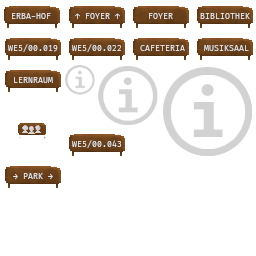 ERBA-HOF
↑ FOYER ↑
FOYER
BIBLIOTHEK
WE5/00.019
WE5/00.022
CAFETERIA
MUSIKSAAL
LERNRAUM
WE5/00.043
→ PARK →